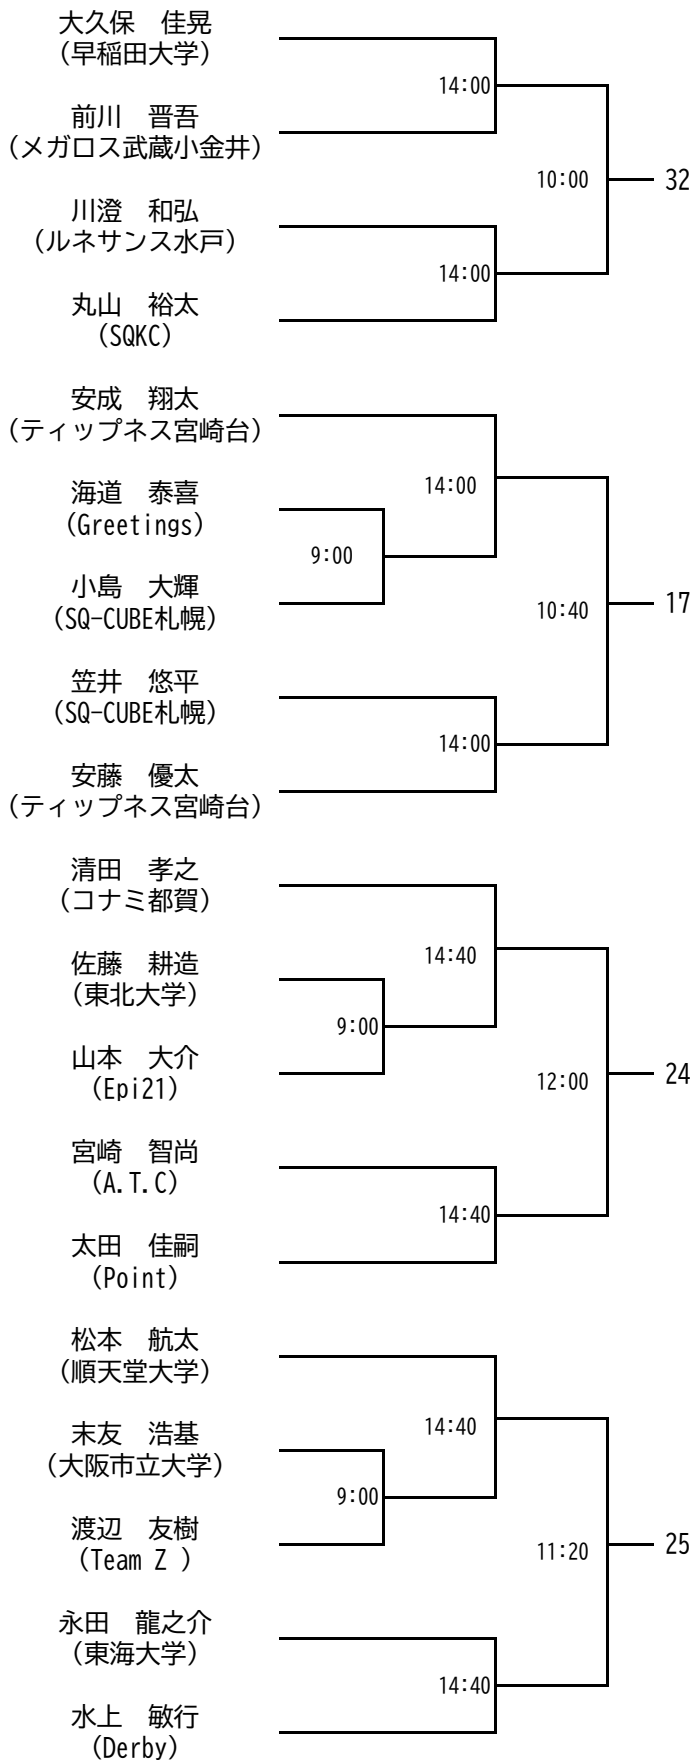 大久保　佳晃
（早稲田大学）
14:00
前川　晋吾
（メガロス武蔵小金井）
10:00
32
川澄　和弘
（ルネサンス水戸）
14:00
丸山　裕太
（SQKC）
安成　翔太
（ティップネス宮崎台）
14:00
海道　泰喜
（Greetings）
9:00
小島　大輝
（SQ-CUBE札幌）
10:40
17
笠井　悠平
（SQ-CUBE札幌）
14:00
安藤　優太
（ティップネス宮崎台）
清田　孝之
（コナミ都賀）
14:40
佐藤　耕造
（東北大学）
9:00
山本　大介
（Epi21）
12:00
24
宮崎　智尚
（A.T.C）
14:40
太田　佳嗣
（Point）
松本　航太
（順天堂大学）
14:40
末友　浩基
（大阪市立大学）
9:00
渡辺　友樹
（Team Z ）
11:20
25
永田　龍之介
（東海大学）
14:40
水上　敏行
（Derby）